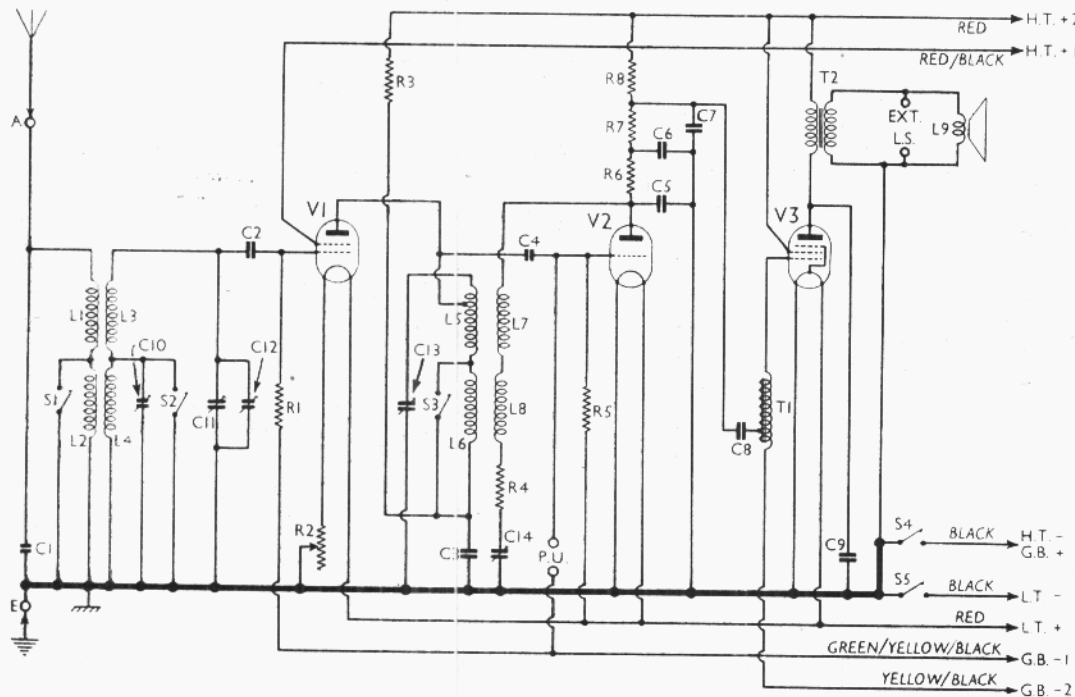 H.T. + 2
RED
H.T. +
RED/BLACK
R3
R8
T2
A
R7
C7
EXT.
L.S.
L9
C6
R6
C5
V1
V2
V3
C2
C4
L1
L3
C10
C12
L5
L7
C13
S1
S2
C11
R1
S3
R5
T1
L2
L4
L6
L8
C8
R4
R2
C1
C3
C14
P.U.
C9
S4
BLACK
H.T. -
G.B. +
E
S5
BLACK
L.T -
RED
L.T. +
GREEN/YELLOW/BLACK
G.B. -1
YELLOW/BLACK
G.B. -2